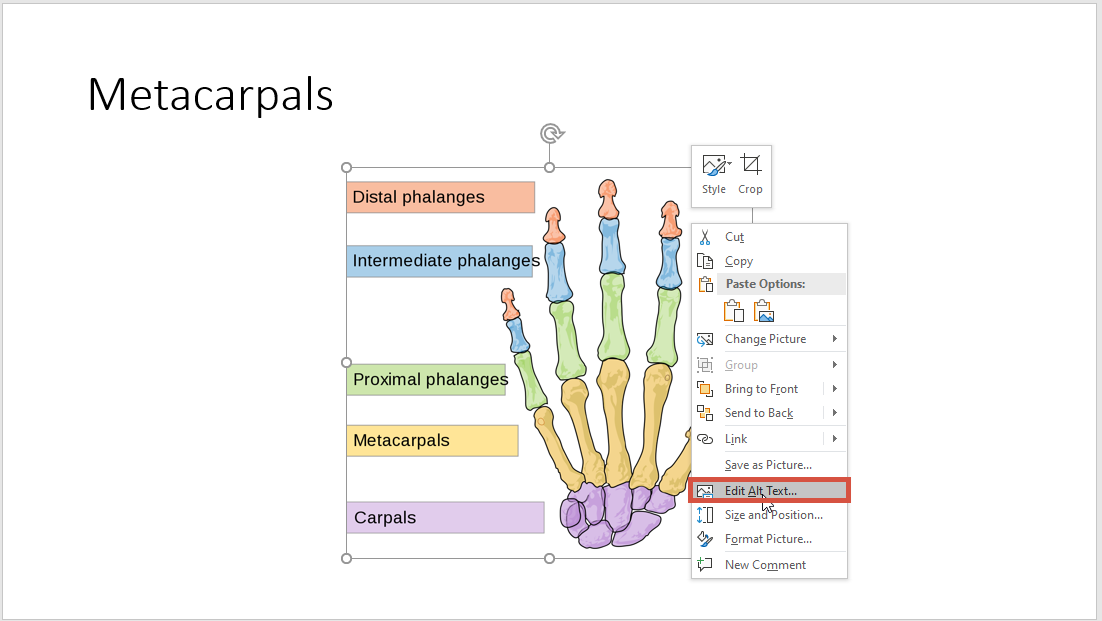 Metacarpals
Distal phalanges
Intermediate phalanges
Proximal phalanges
Metacarpals
Carpals
Style Crop
Cut
Copy
Paste Options:
Change Picture
Group
Bring to Front
Send to Back
Link
Save as Picture...
Edit Alt Text...
Size and Position...
Format Picture...
New Comment